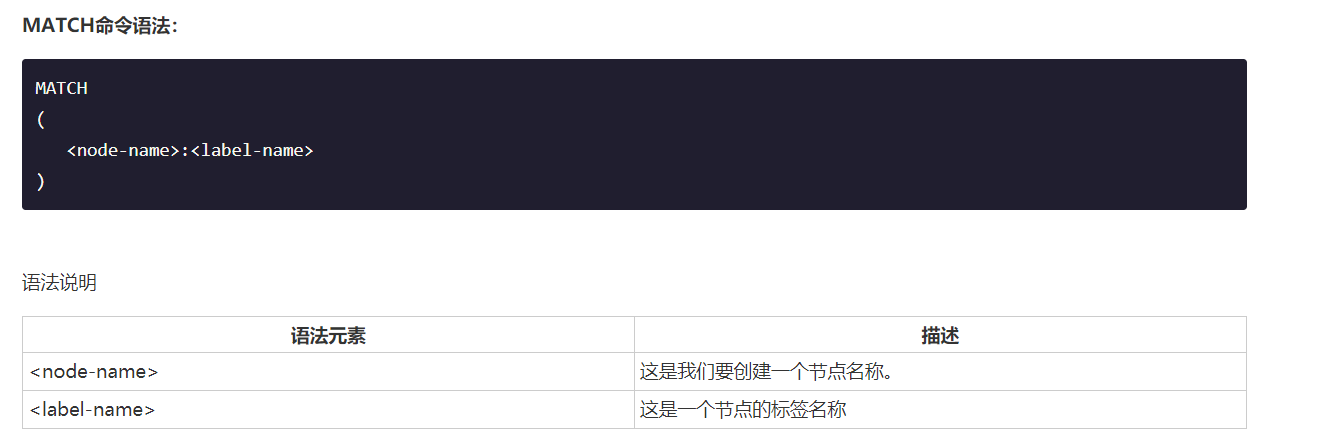 MATCH命令语法：
MATCH
(
<node-name>:<label-name>
)
语法说明
语法元素 描述
<node-name> 这是我们要创建一个节点名称。
<label-name> 这是一个节点的标签名称